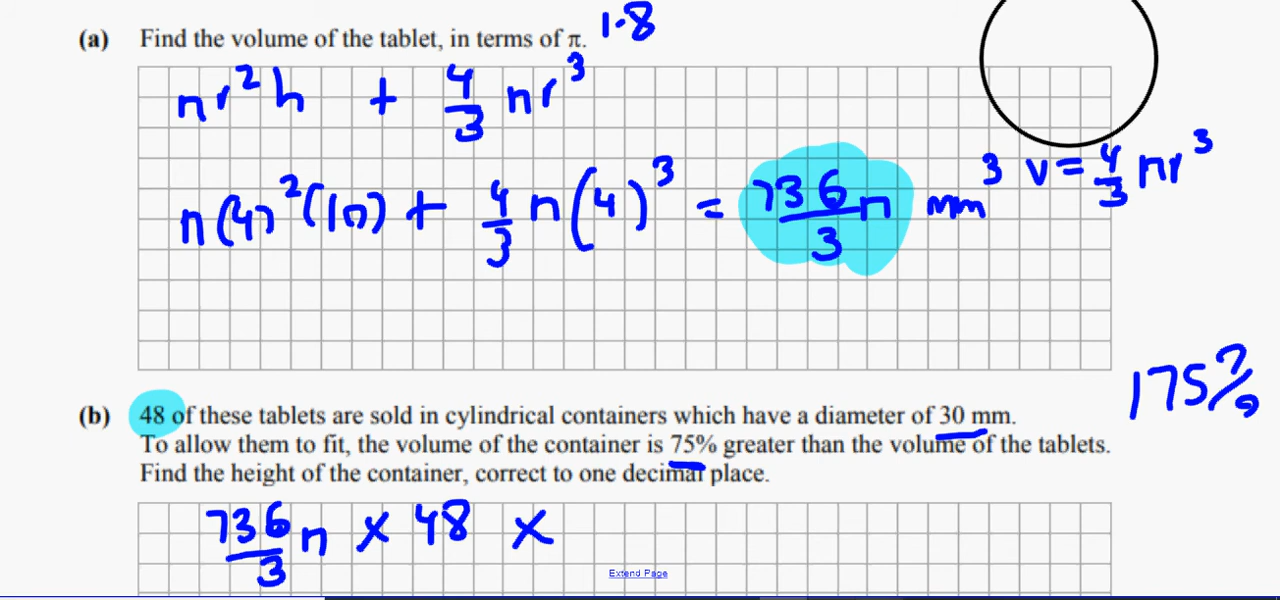 (a) Find the volume of the tablet, in terms of π. 1.8
πr²h + 4/3 πr³
π(4)²(10) + 4/3 π(4)³ = 736/3 π mm³ v = 4/3 πr³
175%
(b) 48 of these tablets are sold in cylindrical containers which have a diameter of 30 mm.
To allow them to fit, the volume of the container is 75% greater than the volume of the tablets.
Find the height of the container, correct to one decimal place.
736/3 π × 48 ×
Extend Page